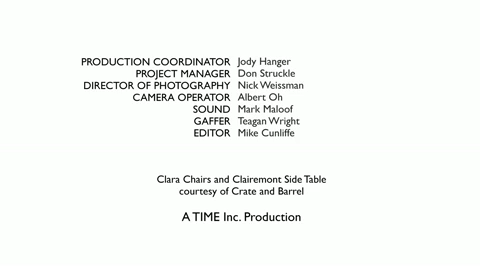 PRODUCTION COORDINATOR Jody Hanger
PROJECT MANAGER Don Struckle
DIRECTOR OF PHOTOGRAPHY Nick Weissman
CAMERA OPERATOR Albert Oh
SOUND Mark Maloof
GAFFER Teagan Wright
EDITOR Mike Cunliffe
Clara Chairs and Clairemont Side Table
courtesy of Crate and Barrel
A TIME Inc. Production